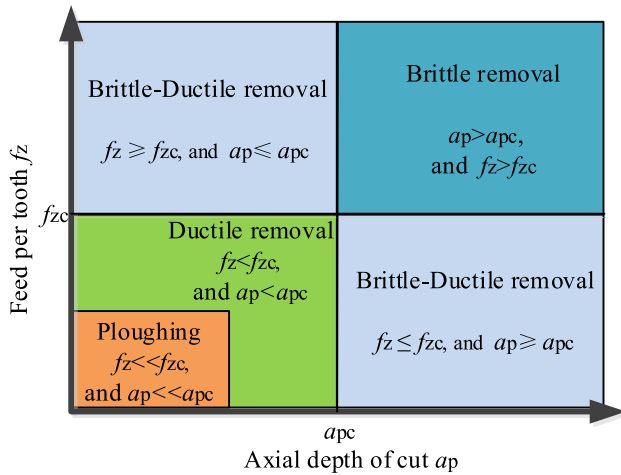 Brittle-Ductile removal
fz ≥ fzc, and ap≤ apc
Brittle removal
ap>apc,
and fz>fzc
Ductile removal
fz<fzc,
and ap<apc
Ploughing
fz<<fzc,
and ap<<apc
Brittle-Ductile removal
fz ≤ fzc, and ap≥ apc
Feed per tooth fz
fzc
apc
Axial depth of cut ap